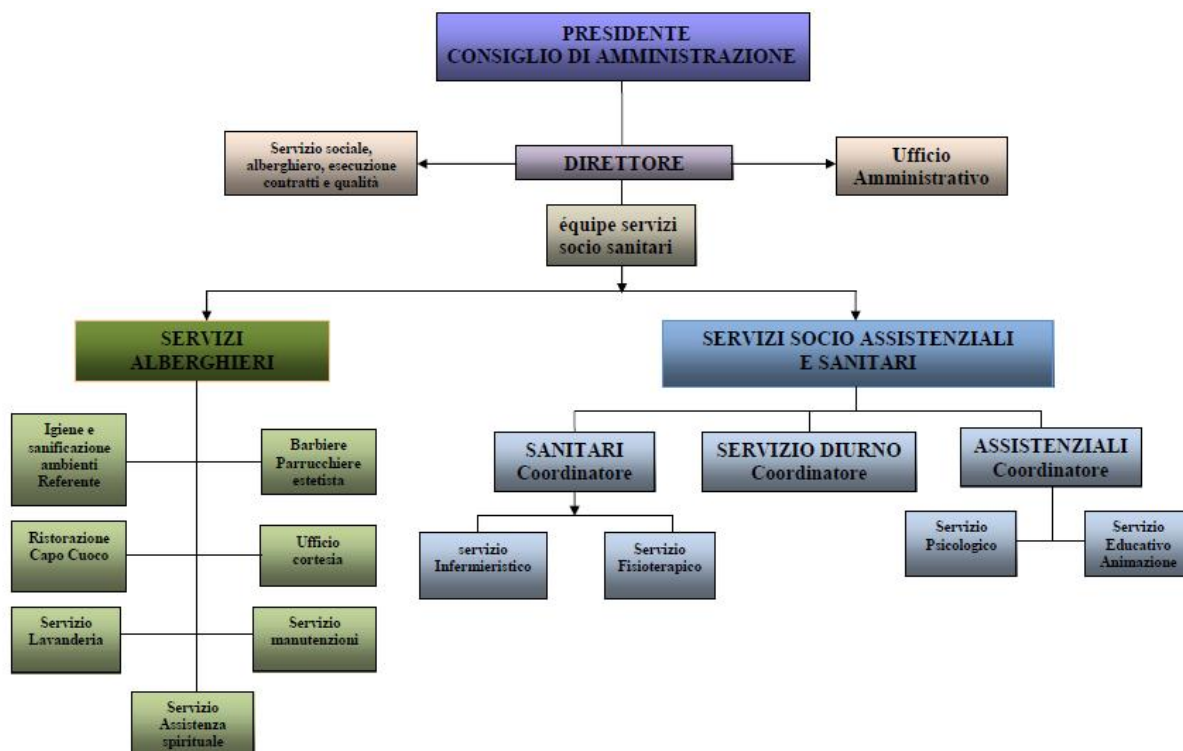 PRESIDENTE
CONSIGLIO DI AMMINISTRAZIONE
Servizio sociale,
alberghiero, esecuzione
contratti e qualità
DIRETTORE
Ufficio
Amministrativo
équipe servizi
socio sanitari
SERVIZI
ALBERGHIERI
SERVIZI SOCIO ASSISTENZIALI
E SANITARI
Igiene e
sanificazione
ambienti
Referente
Barbiere
Parrucchiere
estetista
Ristorazione
Capo Cuoco
Ufficio
cortesia
Servizio
Lavanderia
Servizio
manutenzioni
Servizio
Assistenza
spirituale
SANITARI
Coordinatore
SERVIZIO DIURNO
Coordinatore
ASSISTENZIALI
Coordinatore
servizio
Infermieristico
Servizio
Fisioterapico
Servizio
Psicologico
Servizio
Educativo
Animazione